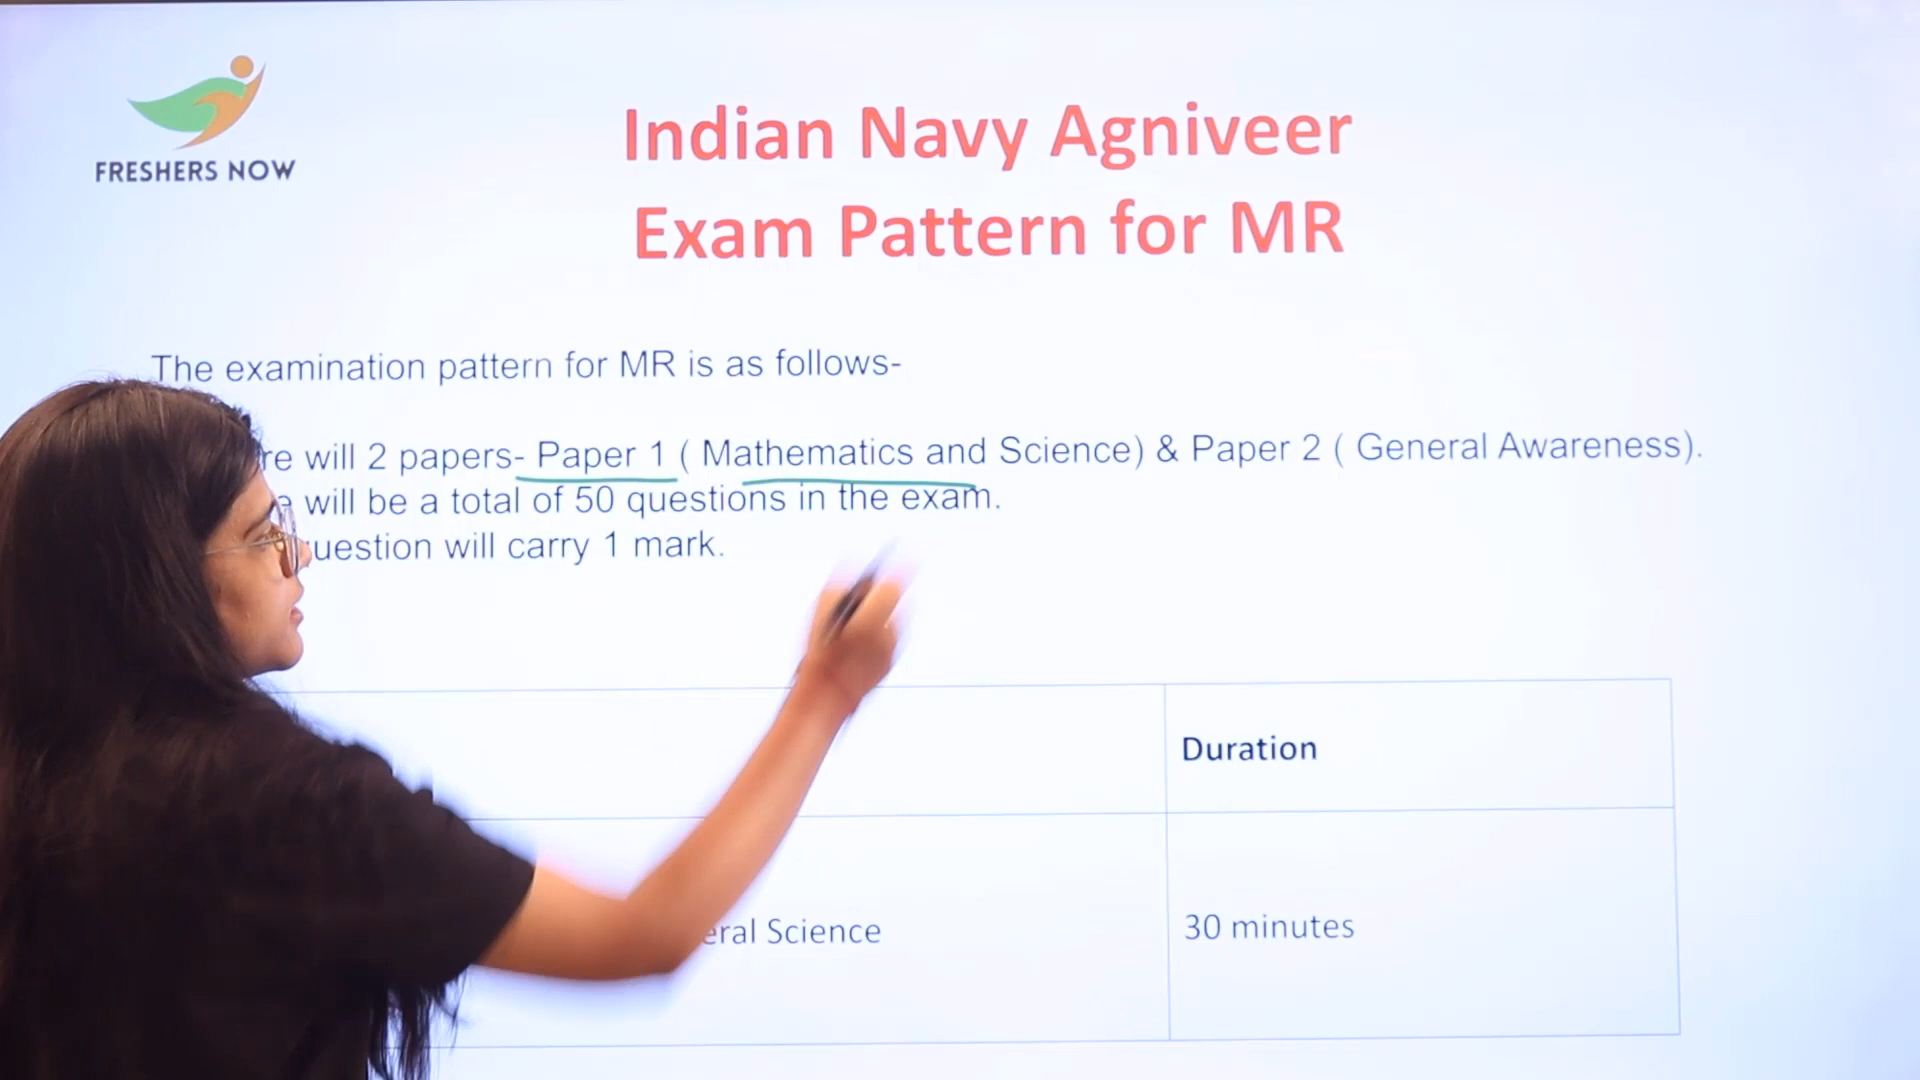 FRESHERS NOW
Indian Navy Agniveer
Exam Pattern for MR
The examination pattern for MR is as follows-
will 2 papers- Paper 1 ( Mathematics and Science) & Paper 2 ( General Awareness).
will be a total of 50 questions in the exam.
will carry 1 mark.
Duration
Science
30 minutes